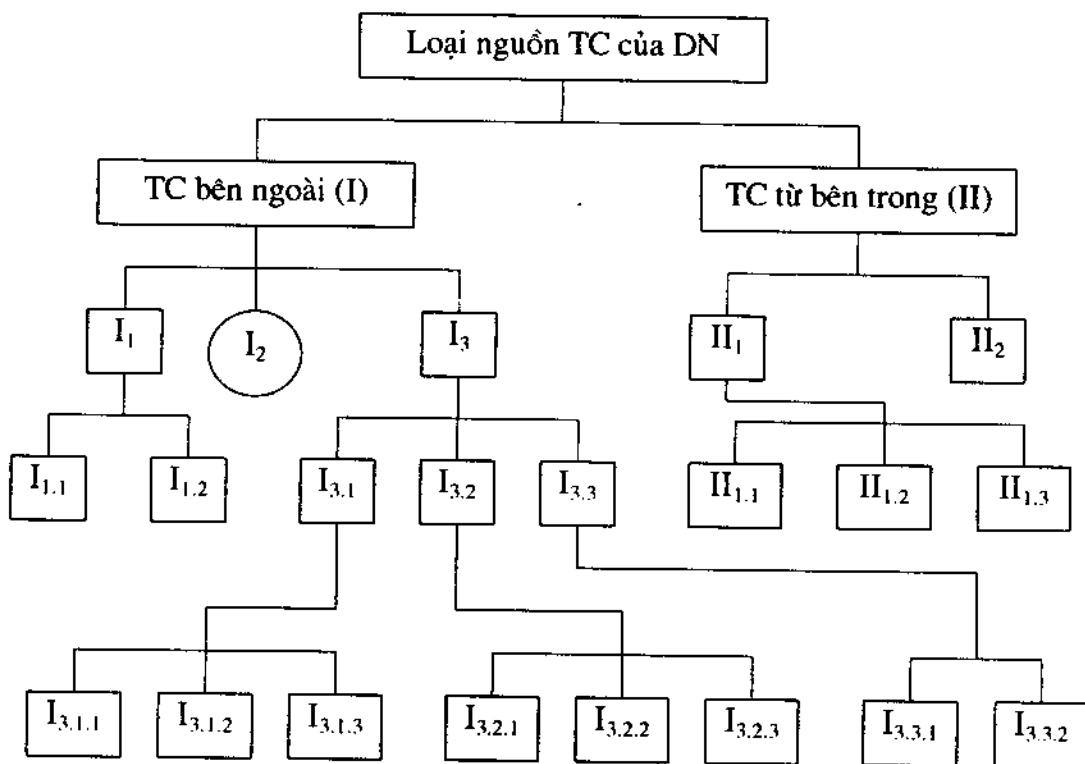 Loại nguồn TC của DN
TC bên ngoài (I)
TC từ bên trong (II)
I₁
I₂
I₃
II₁
II₂
I₁.₁
I₁.₂
I₃.₁
I₃.₂
I₃.₃
II₁.₁
II₁.₂
II₁.₃
I₃.₁.₁
I₃.₁.₂
I₃.₁.₃
I₃.₂.₁
I₃.₂.₂
I₃.₂.₃
I₃.₃.₁
I₃.₃.₂